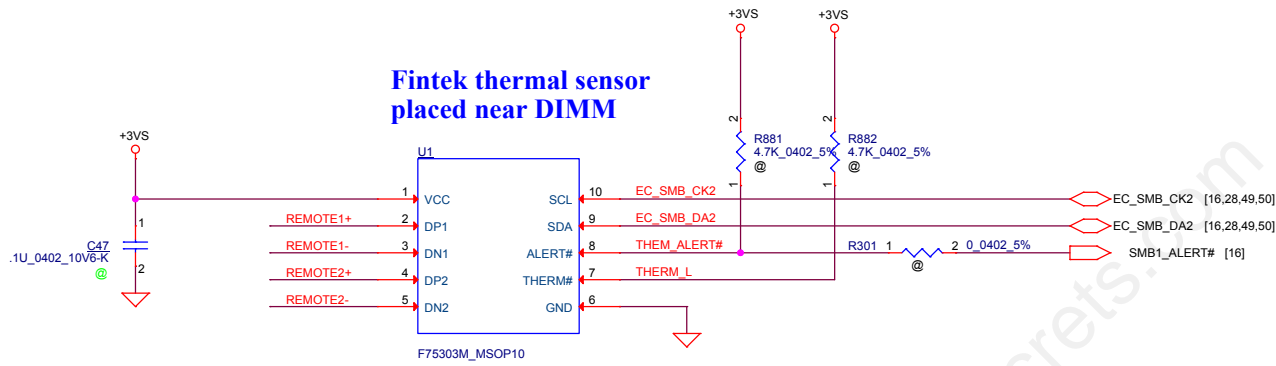 +3VS
+3VS
Fintek thermal sensor
placed near DIMM
+3VS
2
R881
4.7K_0402_5%
@
1
2
R882
4.7K_0402_5%
@
1
U1
1
C47
.1U_0402_10V6-K
@
2
1 VCC
REMOTE1+ 2 DP1
REMOTE1- 3 DN1
REMOTE2+ 4 DP2
REMOTE2- 5 DN2
SCL 10 EC_SMB_CK2
SDA 9 EC_SMB_DA2
ALERT# 8 THEM_ALERT#
THERM# 7 THERM_L
GND 6
EC_SMB_CK2 [16,28,49,50]
EC_SMB_DA2 [16,28,49,50]
R301 1 2 0_0402_5%
@
SMB1_ALERT# [16]
F75303M_MSOP10
crets.com